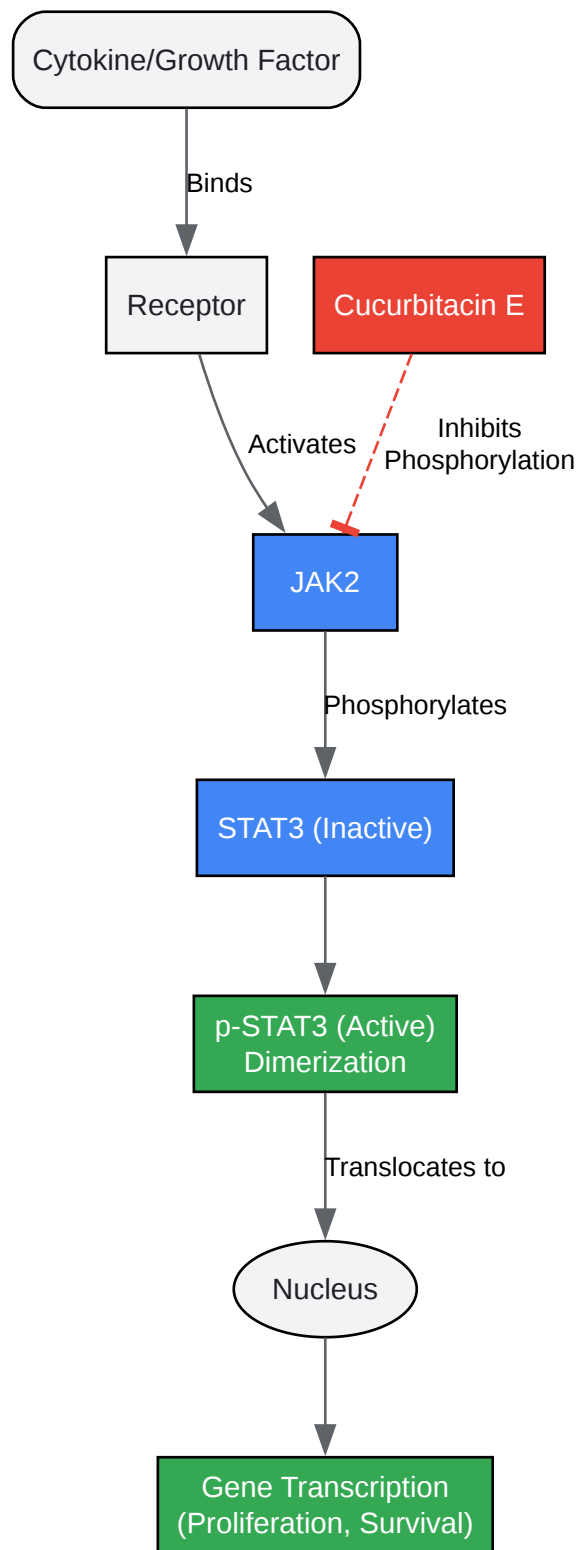 Cytokine/Growth Factor
Binds
Receptor
Cucurbitacin E
Activates
Inhibits
Phosphorylation
JAK2
Phosphorylates
STAT3 (Inactive)
p-STAT3 (Active)
Dimerization
Translocates to
Nucleus
Gene Transcription
(Proliferation, Survival)